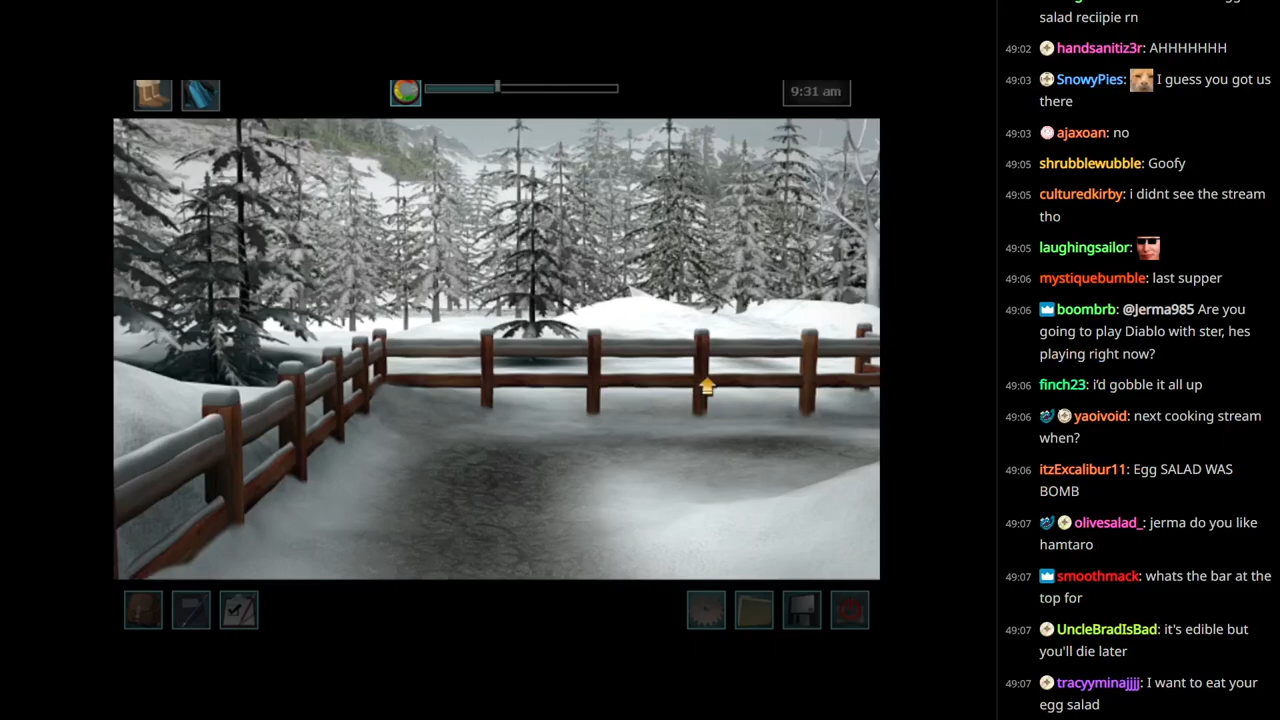 9:31 am
salad reciipie rn
49:02 handsanitiz3r: AHHHHHHH
49:03 SnowyPies: I guess you got us
there
49:03 ajaxoan: no
49:05 shrubblewubble: Goofy
49:05 culturedkirby: i didnt see the stream
tho
49:05 laughingsailor:
49:06 mystiquebumble: last supper
49:06 boombrb: @Jerma985 Are you
going to play Diablo with ster, hes
playing right now?
49:06 finch23: i'd gobble it all up
49:06 yaoivoid: next cooking stream
when?
49:06 itzExcalibur11: Egg SALAD WAS
BOMB
49:07 olivesalad_: jerma do you like
hamtaro
49:07 smoothmack: whats the bar at the
top for
49:07 UncleBradIsBad: it's edible but
you'll die later
49:07 tracyyminajjjj: I want to eat your
egg salad